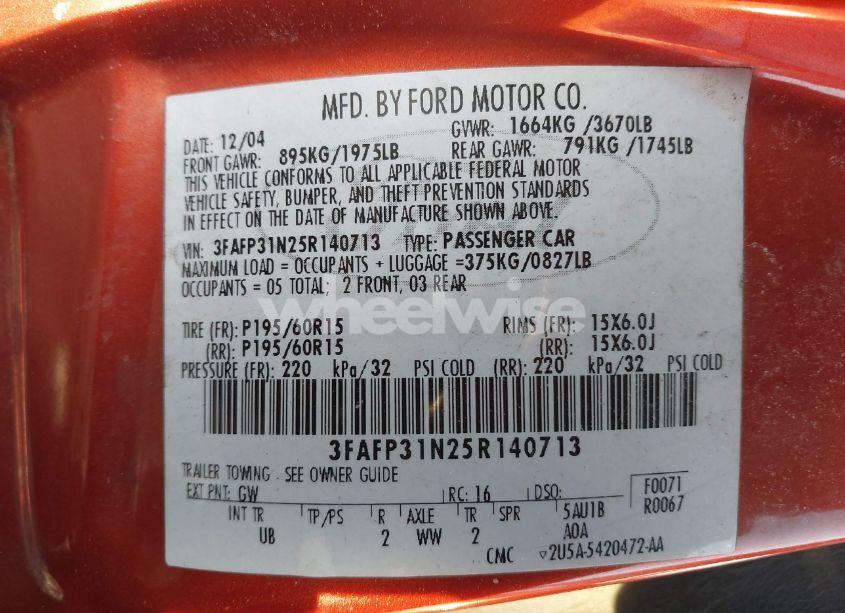 MFD. BY FORD MOTOR CO.
DATE: 12/04 GVWR: 1664KG /3670LB
FRONT GAWR: 895KG/1975LB REAR GAWR: 791KG /1745LB
THIS VEHICLE CONFORMS TO ALL APPLICABLE FEDERAL MOTOR
VEHICLE SAFETY, BUMPER, AND THEFT PREVENTION STANDARDS
IN EFFECT ON THE DATE OF MANUFACTURE SHOWN ABOVE.
VIN: 3FAFP31N25R140713 TYPE: PASSENGER CAR
MAXIMUM LOAD = OCCUPANTS + LUGGAGE =375KG/0827LB
OCCUPANTS = 05 TOTAL: 2 FRONT, 03 REAR
wheelwise
TIRE (FR): P195/60R15 RIMS (FR): 15X6.0J
(RR): P195/60R15 (RR): 15X6.0J
PRESSURE (FR): 220 kPa/32 PSI COLD (RR): 220 kPa/32 PSI COLD
3FAFP31N25R140713
TRAILER TOWING - SEE OWNER GUIDE
EXT PNT: GW RC: 16 DSO: F0071
R0067
INT TR TP/PS R AXLE TR SPR 5AU1B
UB 2 WW 2 AOA
CMC ▽2U5A-5420472-AA